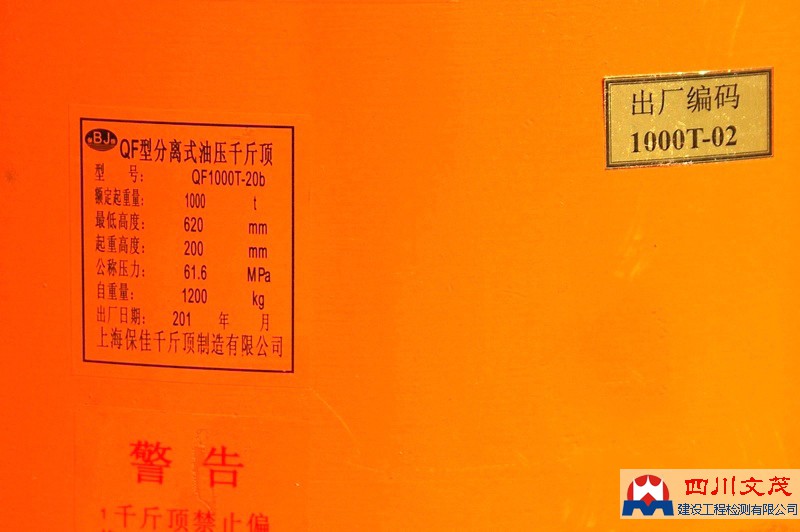 BJ
QF型分离式油压千斤顶
型 号: QF1000T-20b
额定起重量: 1000 t
最低高度: 620 mm
起重高度: 200 mm
公称压力: 61.6 MPa
自重量: 1200 kg
出厂日期: 201 年 月
上海保佳千斤顶制造有限公司
出厂编码
1000T-02
警告
1千斤顶禁止偏
四川文茂
建设工程检测有限公司